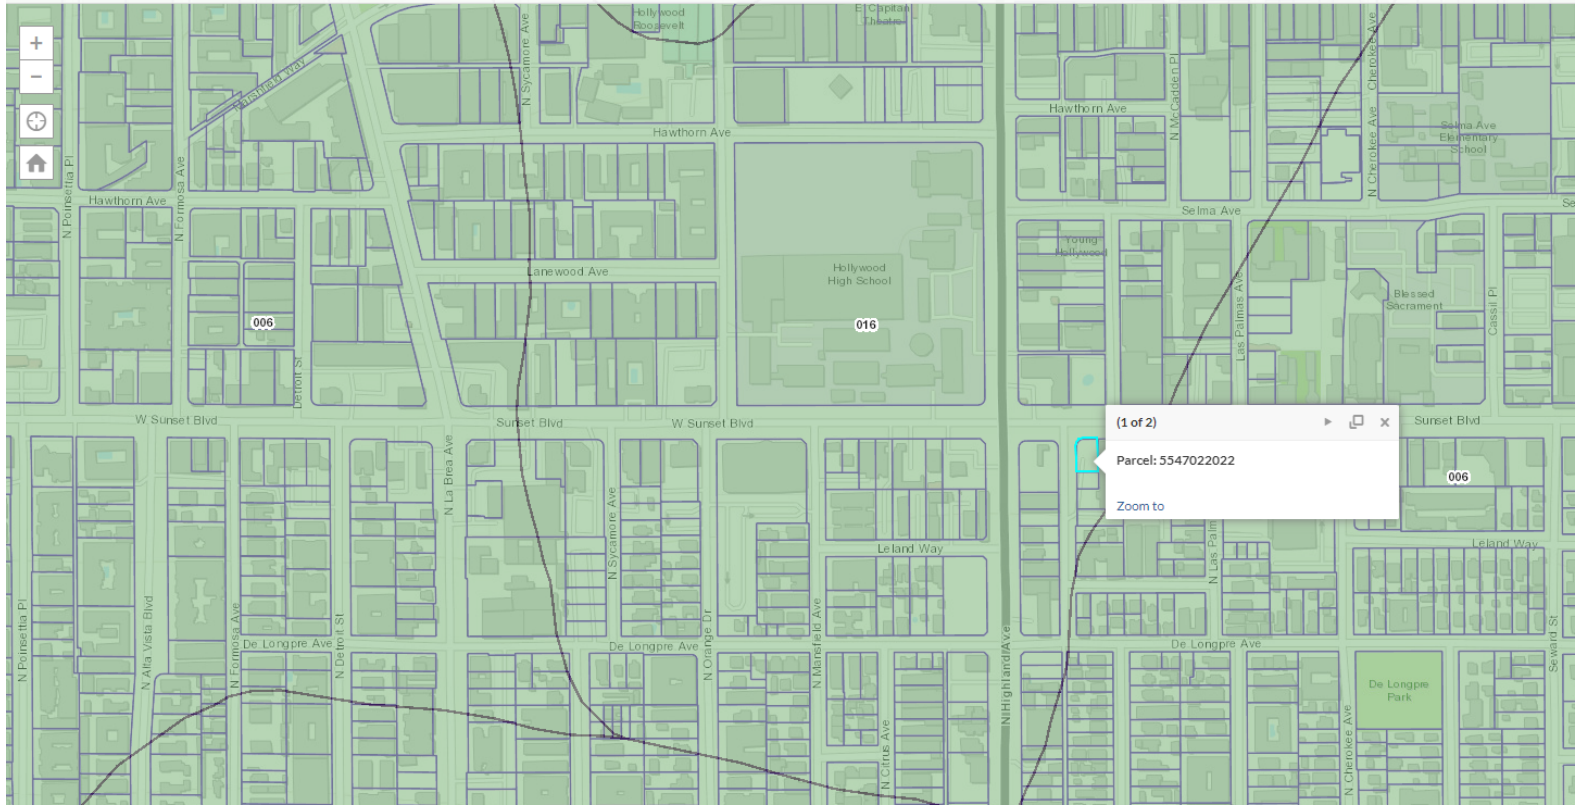 Hollywood
Roosevelt
El Capitan
Theatre
N Sycamore Ave
Marshfield Way
N McCadden Pl
Cherokee Ave
Hawthorn Ave
Hawthorn Ave
Selma Ave
Elementary
School
N Poinsettia Pl
N Formosa Ave
N Cherokee Ave
Hawthorn Ave
Selma Ave
Young
Hollywood
Lanewood Ave
Hollywood
High School
Las Palmas Ave
Blessed
Sacrament
Cassil Pl
006
016
Detroit St
W Sunset Blvd
Sunset Blvd
W Sunset Blvd
Sunset Blvd
(1 of 2)
Parcel: 5547022022
Zoom to
N La Brea Ave
006
N Sycamore Ave
Leland Way
Leland Way
N Las Palm
N Poinsettia Pl
Alta Vista Blvd
N Formosa Ave
N Detroit St
N Orange Dr
N Mansfield Ave
N Highland Ave
Seward St
De Longpre Ave
De Longpre Ave
De Longpre Ave
De Longpre
Park
N Citrus Ave
N Cherokee Ave